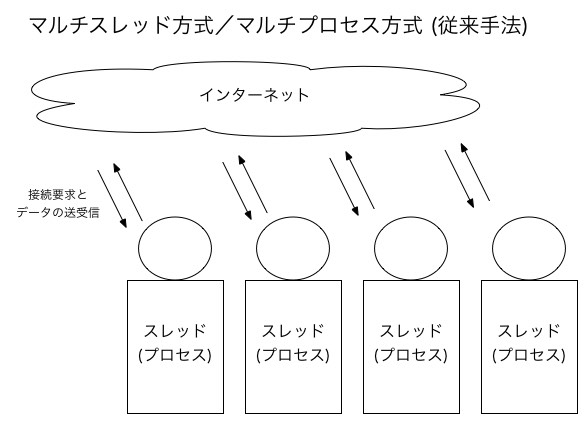 マルチスレッド方式／マルチプロセス方式 (従来手法)
インターネット
接続要求と
データの送受信
スレッド
(プロセス)
スレッド
(プロセス)
スレッド
(プロセス)
スレッド
(プロセス)